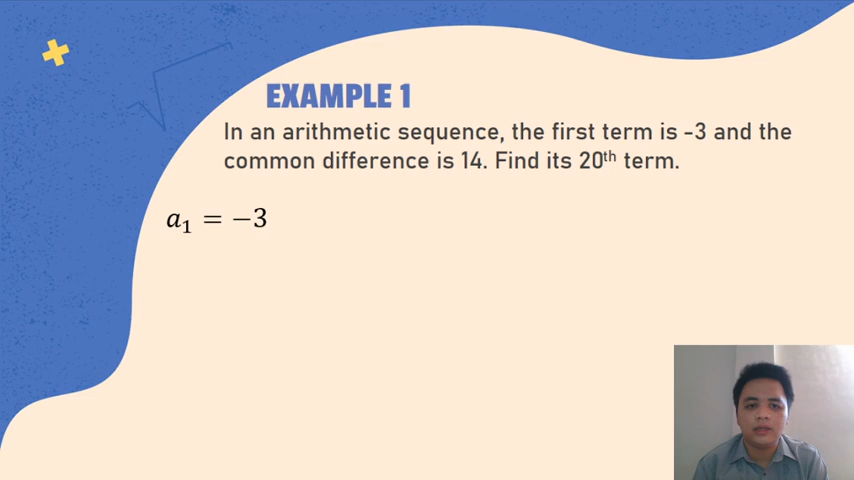 EXAMPLE 1
In an arithmetic sequence, the first term is -3 and the
common difference is 14. Find its 20ᵗʰ term.
a₁ = −3